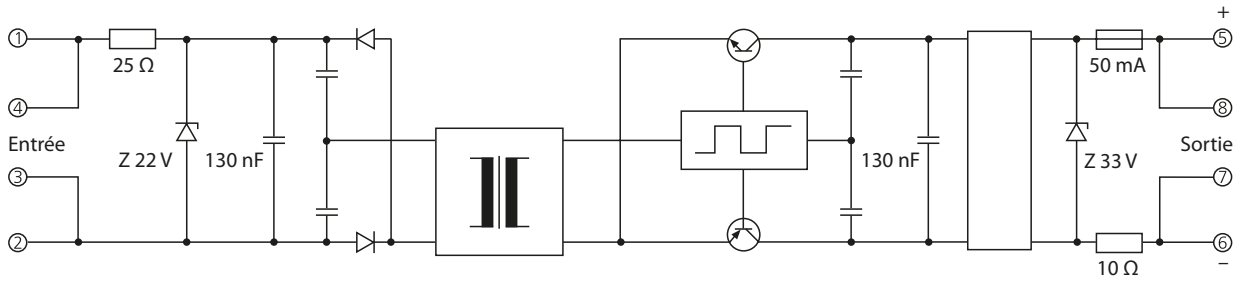 +
① ⑤
25 Ω 50 mA
④ ⑧
Entrée Sortie
Z 22 V 130 nF 130 nF Z 33 V
③ ⑦
② ⑥
10 Ω −